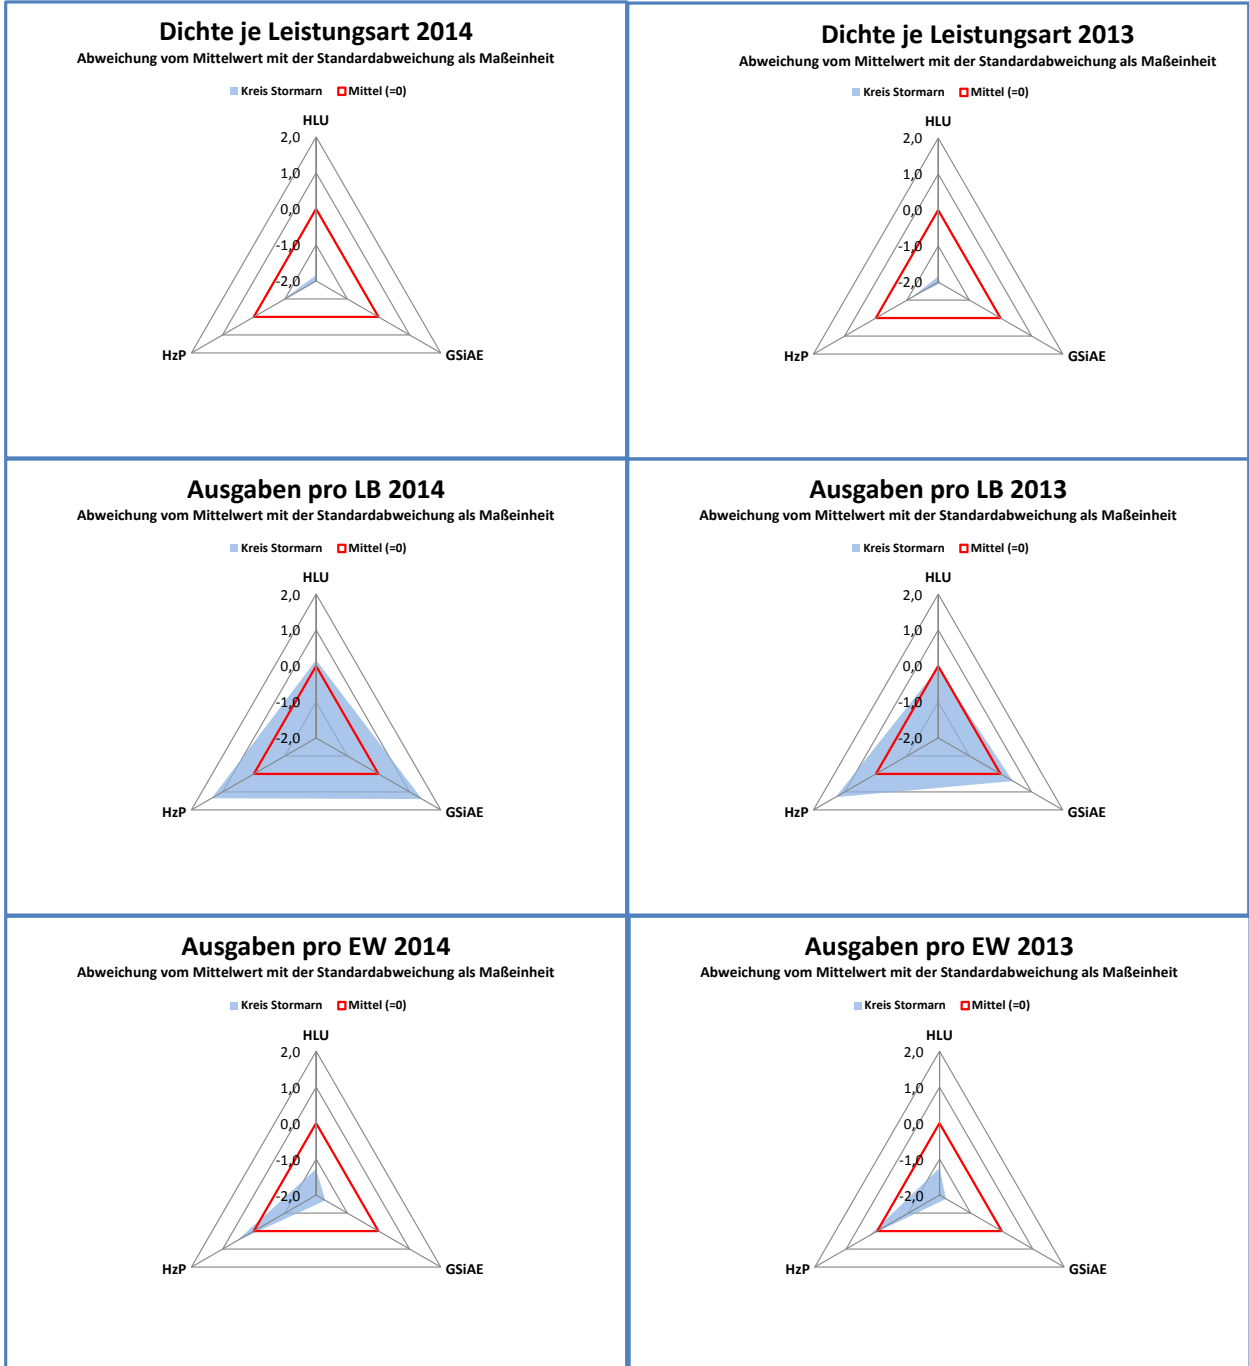 Dichte je Leistungsart 2014
Abweichung vom Mittelwert mit der Standardabweichung als Maßeinheit
Kreis Stormarn Mittel (=0)
HLU
2,0
1,0
0,0
-1,0
-2,0
HzP GSiAE
Dichte je Leistungsart 2013
Abweichung vom Mittelwert mit der Standardabweichung als Maßeinheit
Kreis Stormarn Mittel (=0)
HLU
2,0
1,0
0,0
-1,0
-2,0
HzP GSiAE
Ausgaben pro LB 2014
Abweichung vom Mittelwert mit der Standardabweichung als Maßeinheit
Kreis Stormarn Mittel (=0)
HLU
2,0
1,0
0,0
-1,0
-2,0
HzP GSiAE
Ausgaben pro LB 2013
Abweichung vom Mittelwert mit der Standardabweichung als Maßeinheit
Kreis Stormarn Mittel (=0)
HLU
2,0
1,0
0,0
-1,0
-2,0
HzP GSiAE
Ausgaben pro EW 2014
Abweichung vom Mittelwert mit der Standardabweichung als Maßeinheit
Kreis Stormarn Mittel (=0)
HLU
2,0
1,0
0,0
-1,0
-2,0
HzP GSiAE
Ausgaben pro EW 2013
Abweichung vom Mittelwert mit der Standardabweichung als Maßeinheit
Kreis Stormarn Mittel (=0)
HLU
2,0
1,0
0,0
-1,0
-2,0
HzP GSiAE